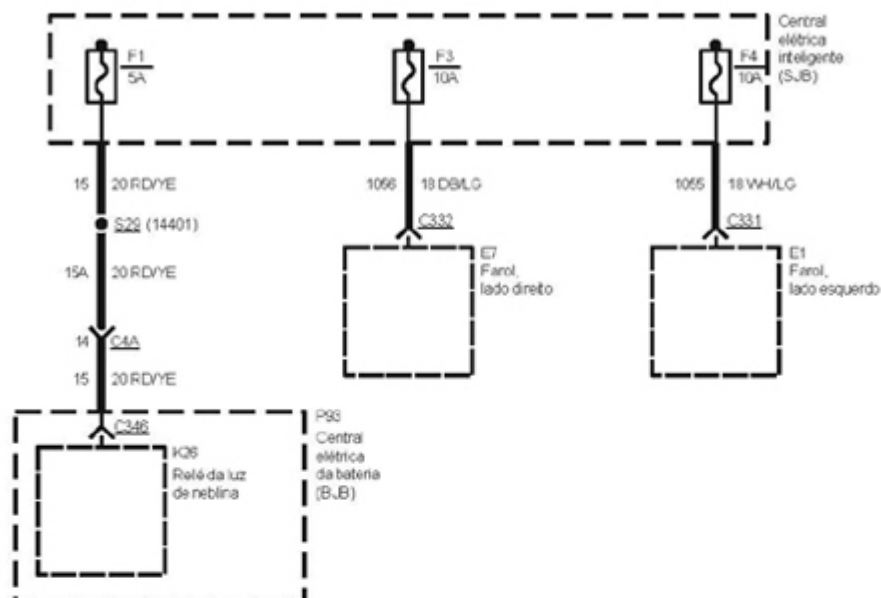 Central
elétrica
inteligente
(SJB)
F1
5A
F3
10A
F4
10A
15 20 RD/YE
1056 18 DB/LG
1055 18 WH/LG
S29 (14401)
C332
C331
E7
Farol,
lado direito
E1
Farol,
lado esquerdo
15A 20 RD/YE
14 C4A
15 20 RD/YE
C346
P93
Central
elétrica
da bateria
(BJB)
K26
Relé da luz
de neblina